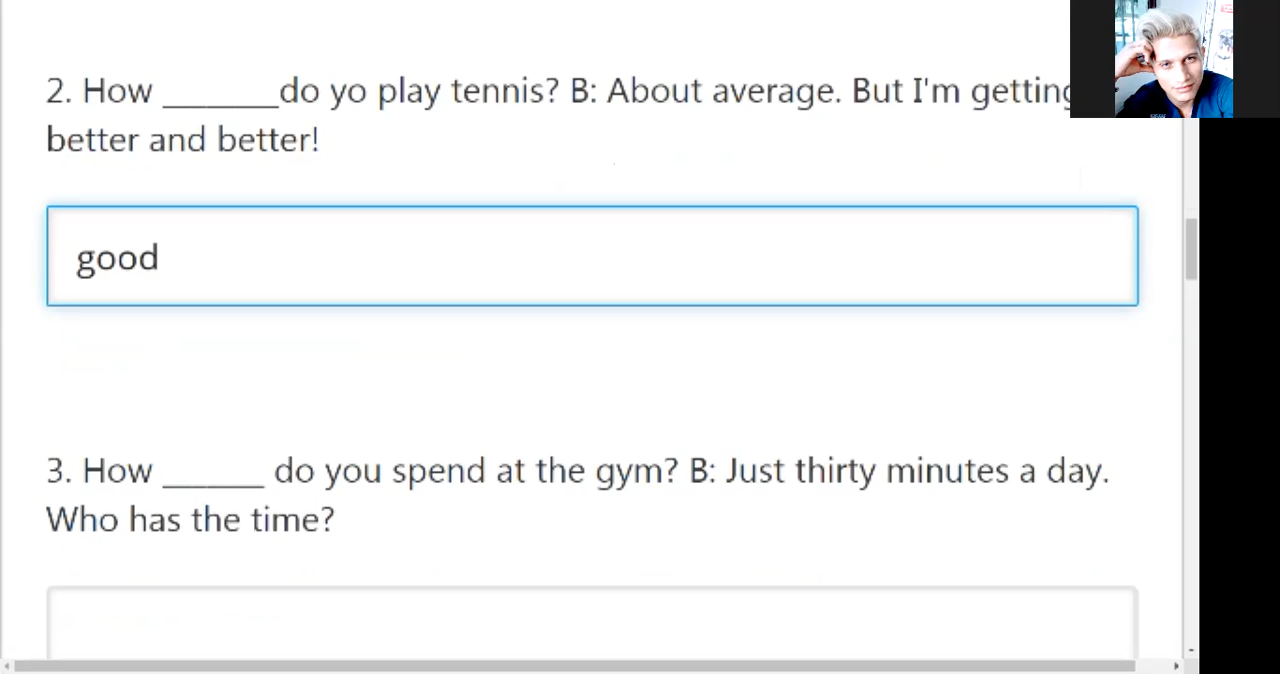 2. How _______do yo play tennis? B: About average. But I'm getting
better and better!
good
3. How ______ do you spend at the gym? B: Just thirty minutes a day.
Who has the time?